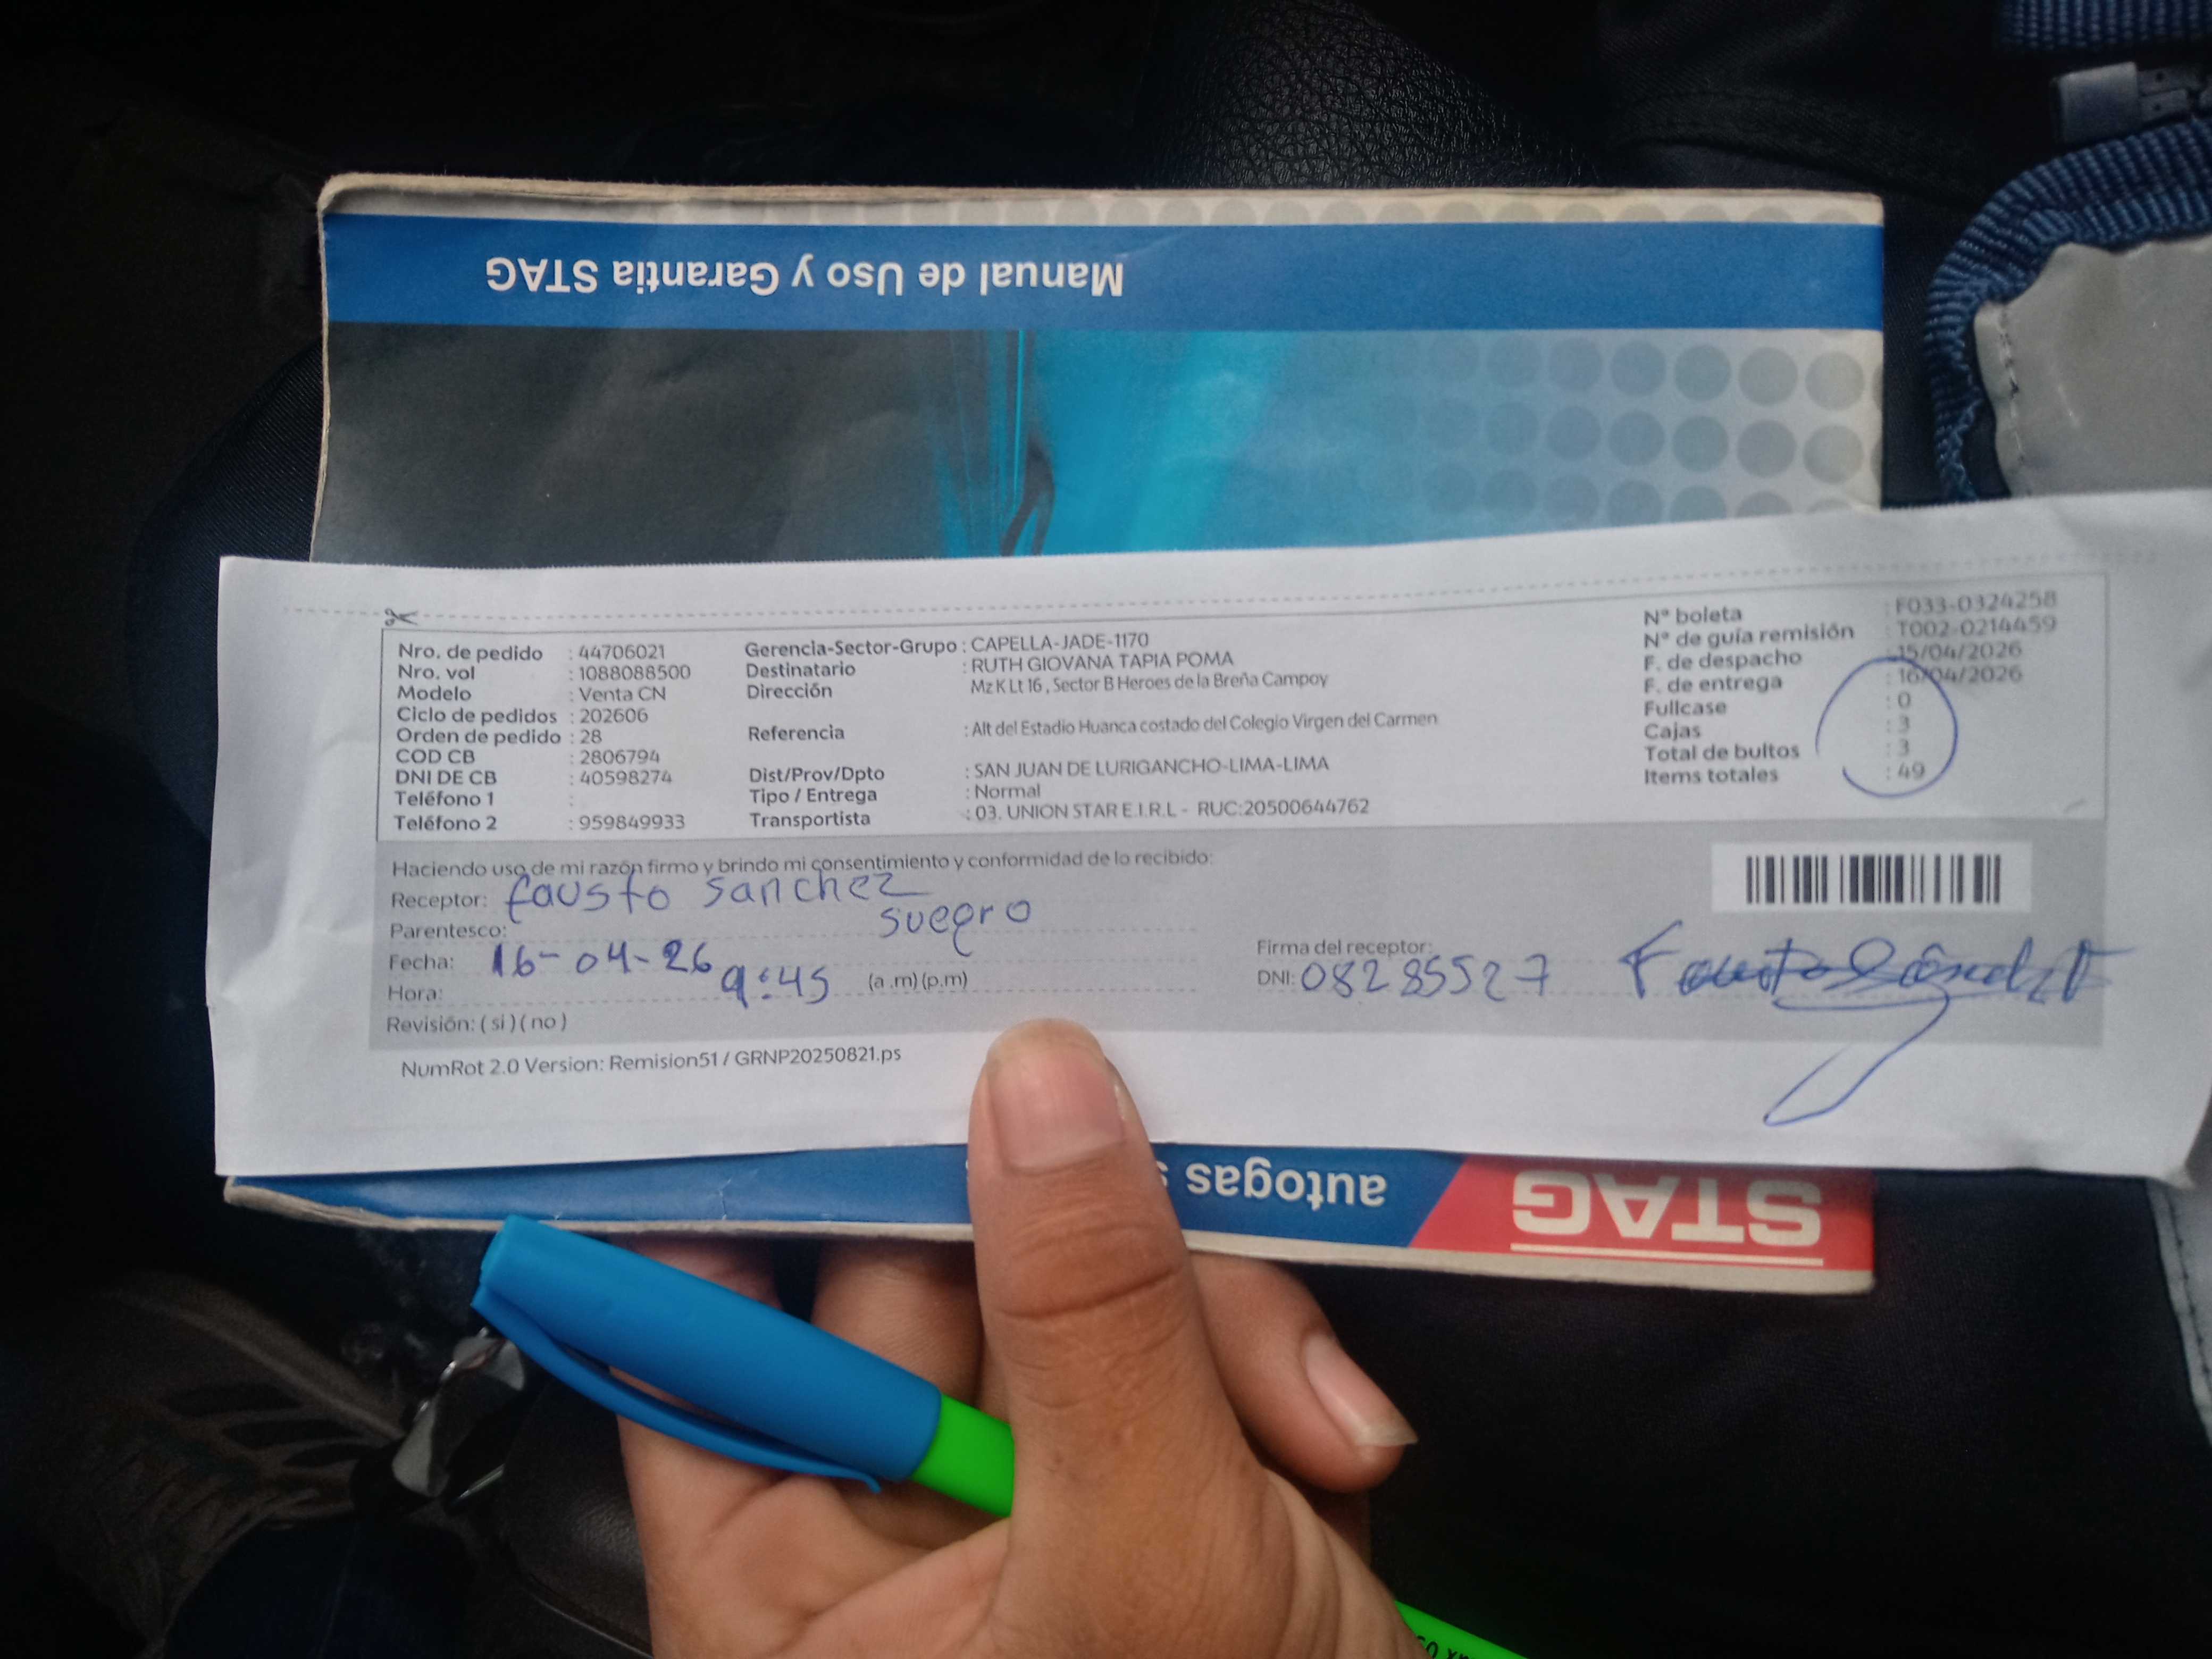 Manual de Uso y Garantia STAG
Nro. de pedido : 44706021
Nro. vol : 1088088500
Modelo : Venta CN
Ciclo de pedidos : 202606
Orden de pedido : 28
COD CB : 2806794
DNI DE CB : 40598274
Teléfono 1 :
Teléfono 2 : 959849933
Gerencia-Sector-Grupo : CAPELLA-JADE-1170
Destinatario : RUTH GIOVANA TAPIA POMA
Dirección Mz K Lt 16 , Sector B Heroes de la Breña Campoy
Referencia : Alt del Estadio Huanca costado del Colegio Virgen del Carmen
Dist/Prov/Dpto : SAN JUAN DE LURIGANCHO-LIMA-LIMA
Tipo / Entrega : Normal
Transportista : 03. UNION STAR E.I.R.L - RUC:20500644762
N° boleta : F033-0324258
N° de guía remisión : T002-0214459
F. de despacho : 15/04/2026
F. de entrega : 16/04/2026
Fullcase : 0
Cajas : 3
Total de bultos : 3
Items totales : 49
Haciendo uso de mi razón firmo y brindo mi consentimiento y conformidad de lo recibido:
Receptor: fausto sanchez
Parentesco: suegro
Fecha: 16-04-26
Hora: 9:45 (a .m) (p.m)
Revisión: ( si ) ( no )
Firma del receptor:
DNI: 08285527
NumRot 2.0 Version: Remision51 / GRNP20250821.ps
autogas
STAG